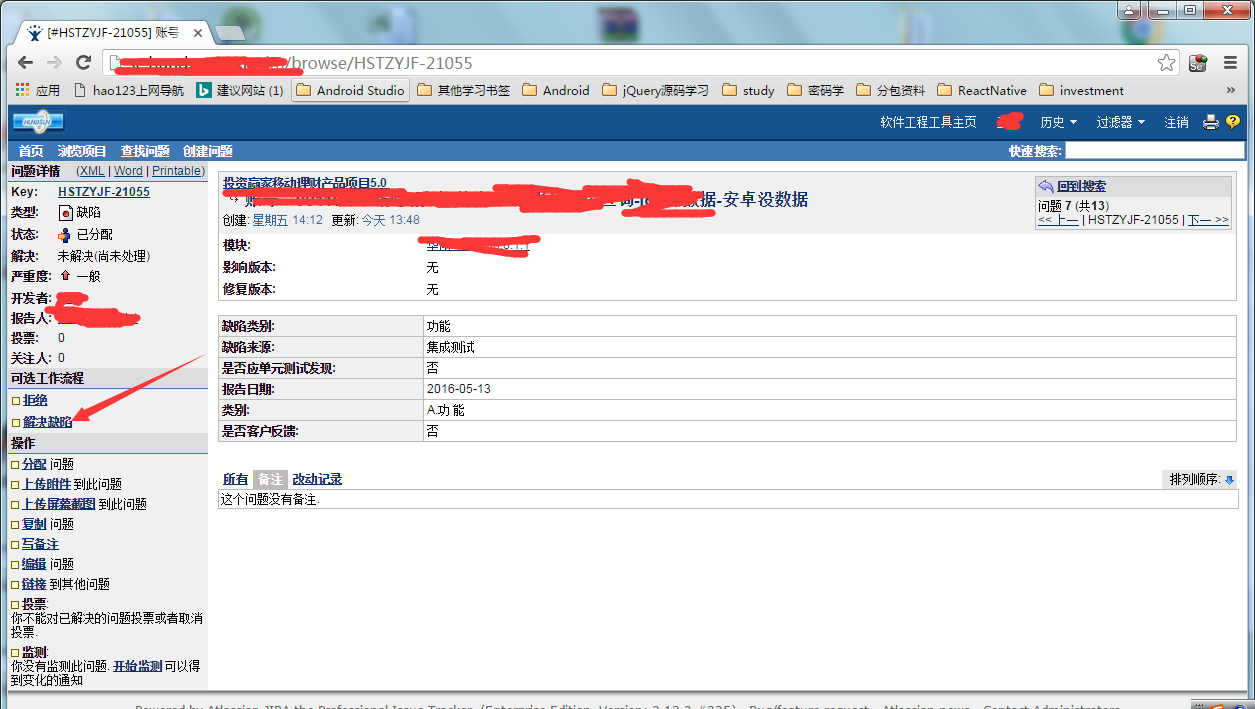 [#HSTZYJF-21055] 账号
/browse/HSTZYJF-21055
应用 hao123上网导航 建议网站 (1) Android Studio 其他学习书签 Android jQuery源码学习 study 密码学 分包资料 ReactNative investment »
HUNDSUN 软件工程工具主页 历史 过滤器 注销
首页 浏览项目 查找问题 创建问题 快速搜索:
问题详情 (XML | Word | Printable)
Key: HSTZYJF-21055
类型: 缺陷
状态: 已分配
解决: 未解决(尚未处理)
严重度: 一般
开发者:
报告人:
投票: 0
关注人: 0
可选工作流程
拒绝
解决缺陷
操作
分配 问题
上传附件 到此问题
上传屏幕截图 到此问题
复制 问题
写备注
编辑 问题
链接 到其他问题
投票:
你不能对已解决的问题投票或者取消
投票.
监测:
你没有监测此问题. 开始监测 可以得
到变化的通知
投资赢家移动理财产品项目5.0
数据-安卓设数据
创建: 星期五 14:12 更新: 今天 13:48
回到搜索
问题 7 (共13)
<< 上一 | HSTZYJF-21055 | 下一 >>
模块:
影响版本: 无
修复版本: 无
缺陷类别: 功能
缺陷来源: 集成测试
是否应单元测试发现: 否
报告日期: 2016-05-13
类别: A.功 能
是否客户反馈: 否
所有 备注 改动记录 排列顺序:
这个问题没有备注.
Powered by Atlassian JIRA the Professional Issue Tracker. (Enterprise Edition, Version: 3.12.2-#335) - Bug/feature request - Atlassian news - Contact Administrators